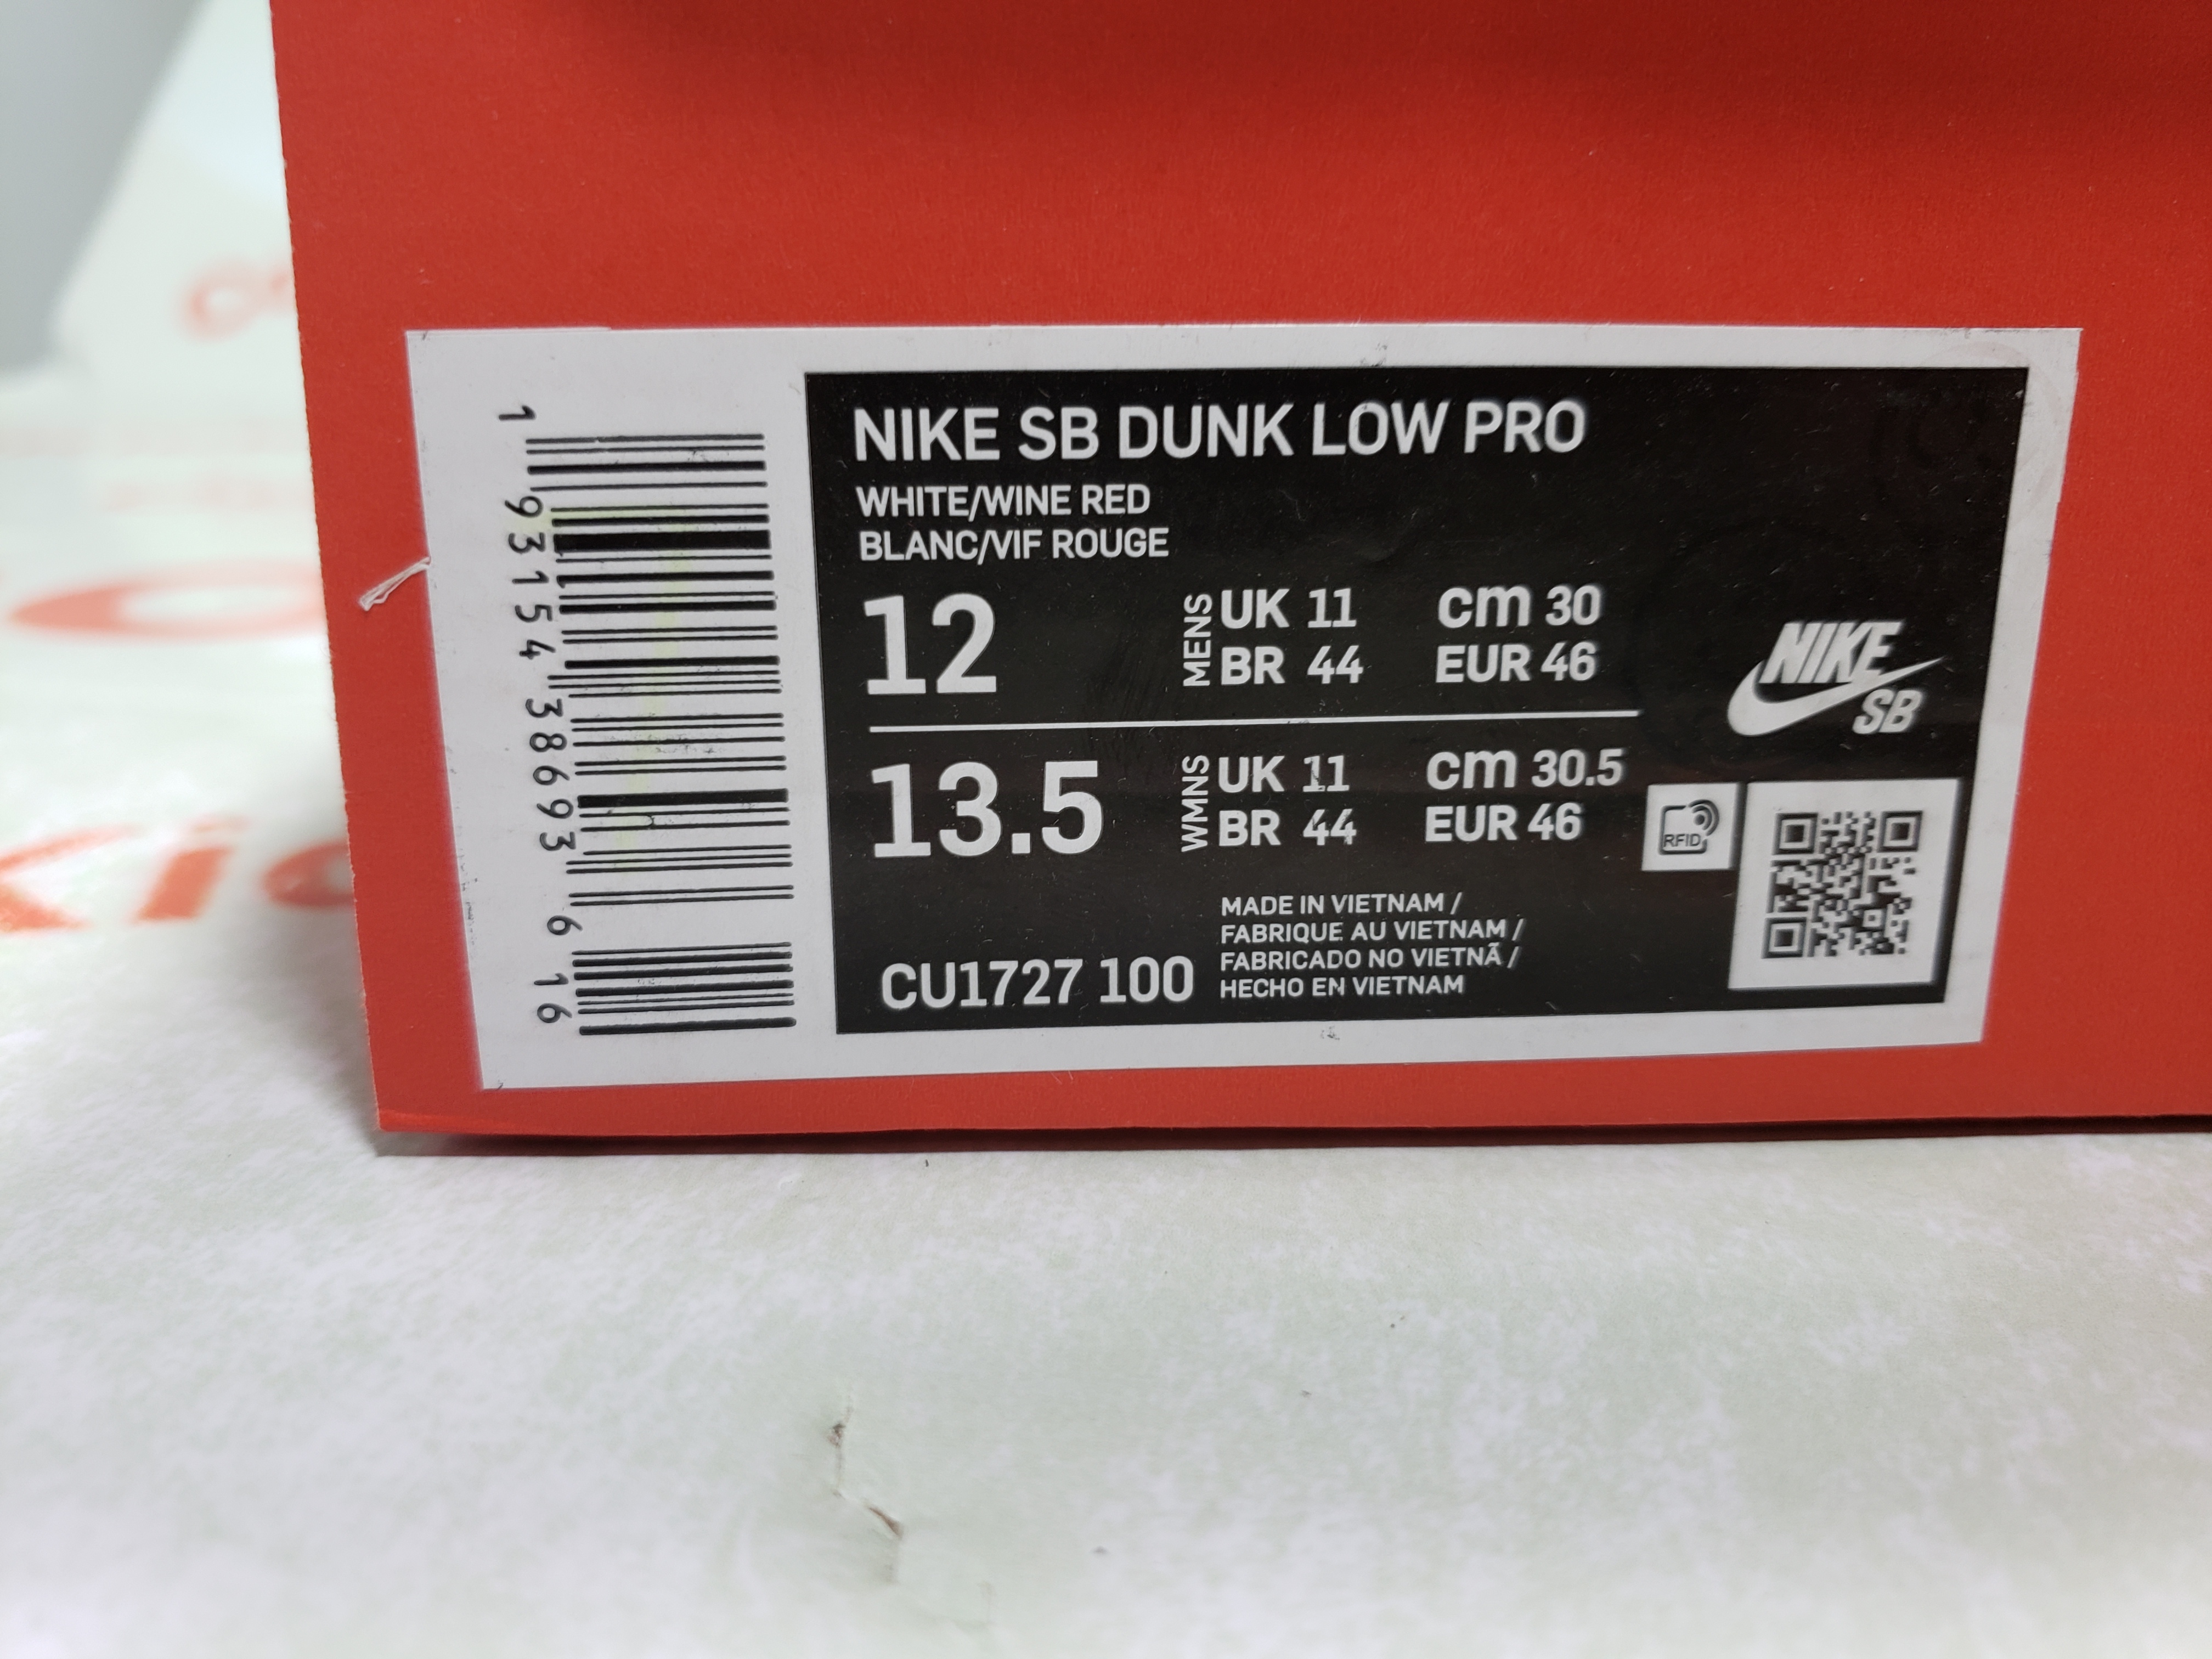 1 93154 38693 6 16
NIKE SB DUNK LOW PRO
WHITE/WINE RED
BLANC/VIF ROUGE
12 MENS UK 11 cm 30
BR 44 EUR 46
13.5 WMNS UK 11 cm 30.5
BR 44 EUR 46
NIKE
SB
RFID
MADE IN VIETNAM /
FABRIQUE AU VIETNAM /
FABRICADO NO VIETNÃ /
HECHO EN VIETNAM
CU1727 100